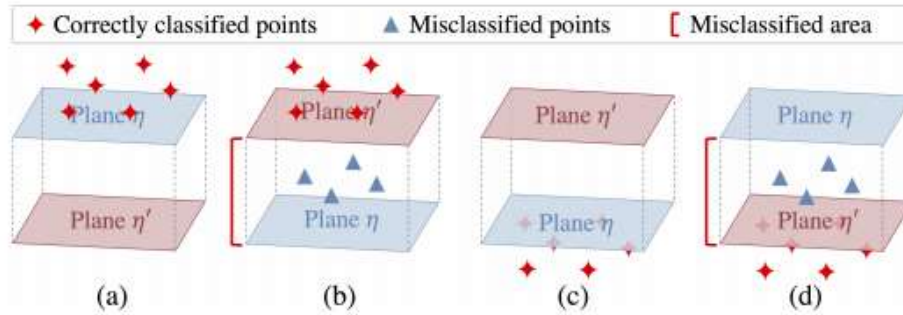 Correctly classified points Misclassified points Misclassified area
Plane η Plane η′ Plane η′ Plane η
Plane η′ Plane η Plane η Plane η′
(a) (b) (c) (d)